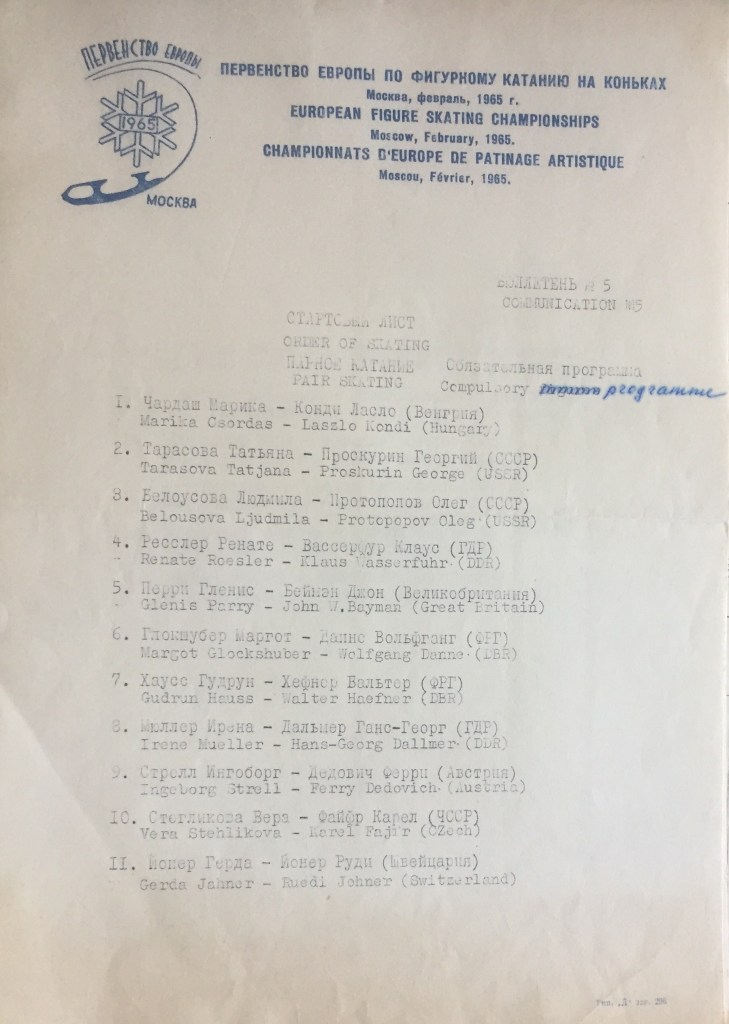 ПЕРВЕНСТВО ЕВРОПЫ
1965
МОСКВА
ПЕРВЕНСТВО ЕВРОПЫ ПО ФИГУРНОМУ КАТАНИЮ НА КОНЬКАХ
Москва, февраль, 1965 г.
EUROPEAN FIGURE SKATING CHAMPIONSHIPS
Moscow, February, 1965.
CHAMPIONNATS D'EUROPE DE PATINAGE ARTISTIQUE
Moscou, Février, 1965.
БЮЛЛЕТЕНЬ № 5
COMMUNICATION №5
СТАРТОВЫЙ ЛИСТ
ORDER OF SKATING
ПАРНОЕ КАТАНИЕ Обязательная программа
PAIR SKATING Compulsory programme
I. Чардаш Марика - Конди Ласло (Венгрия)
Marika Csordas - Laszlo Kondi (Hungary)
2. Тарасова Татьяна - Проскурин Георгий (СССР)
Tarasova Tatjana - Proskurin George (USSR)
3. Белоусова Людмила - Протопопов Олег (СССР)
Belousova Ljudmila - Protopopov Oleg (USSR)
4. Ресслер Ренате - Вассерфур Клаус (ГДР)
Renate Roesler - Klaus Wasserfuhr (DDR)
5. Перри Гленис - Беймен Джон (Великобритания)
Glenis Parry - John W.Bayman (Great Britain)
6. Глокшубер Маргот - Данне Вольфганг (ФРГ)
Margot Glockshuber - Wolfgang Danne (DBR)
7. Хаусс Гудрун - Хефнер Вальтер (ФРГ)
Gudrun Hauss - Walter Haefner (DBR)
8. Мюллер Ирена - Дальмер Ганс-Георг (ГДР)
Irene Mueller - Hans-Georg Dallmer (DDR)
9. Стрелл Ингоборг - Дедович Ферри (Австрия)
Ingeborg Strell - Ferry Dedovich (Austria)
IO. Стегликова Вера - Файфр Карел (ЧССР)
Vera Stehlikova - Karel Fajfr (CZech)
II. Йонер Герда - Йонер Руди (Швейцария)
Gerda Johner - Ruedi Johner (Switzerland)